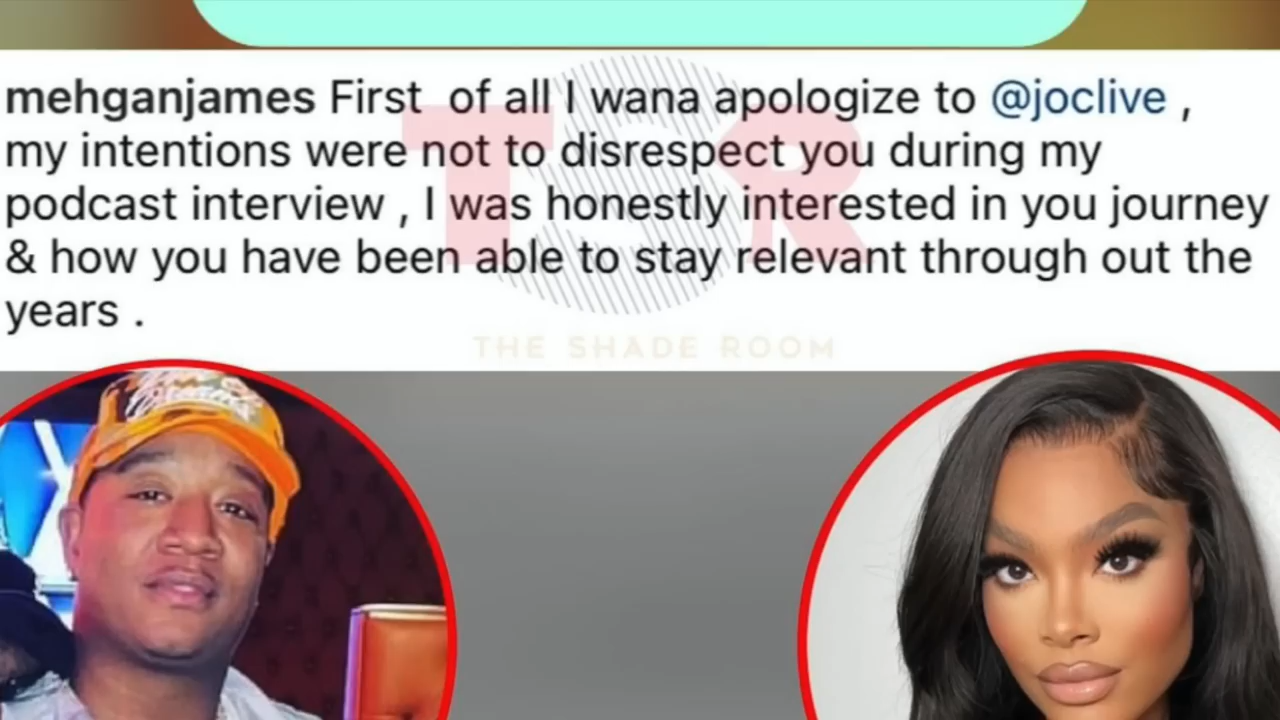 mehganjames First of all I wana apologize to @joclive ,
my intentions were not to disrespect you during my
podcast interview , I was honestly interested in you journey
& how you have been able to stay relevant through out the
years .
TSR
THE SHADE ROOM